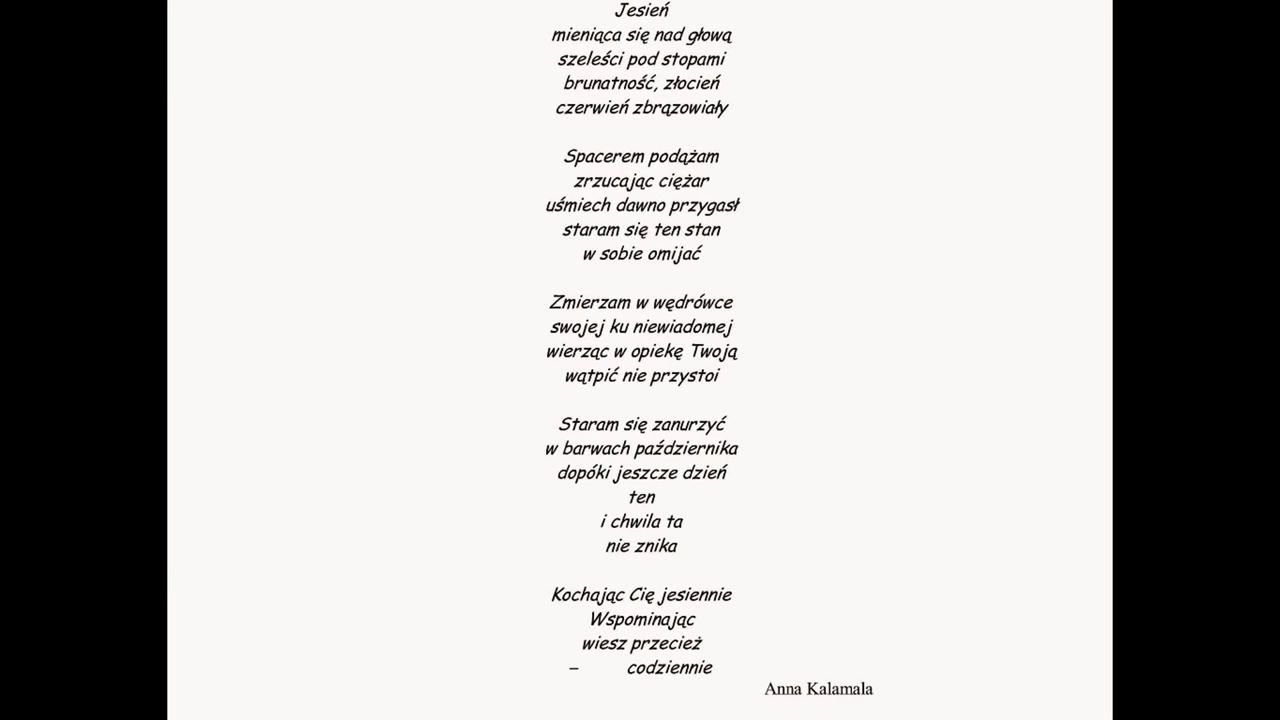 Jesień
mieniąca się nad głową
szeleści pod stopami
brunatność, złocień
czerwień zbrązowiały
Spacerem podążam
zrzucając ciężar
uśmiech dawno przygasł
staram się ten stan
w sobie omijać
Zmierzam w wędrówce
swojej ku niewiadomej
wierząc w opiekę Twoją
wątpić nie przystoi
Staram się zanurzyć
w barwach października
dopóki jeszcze dzień
ten
i chwila ta
nie znika
Kochając Cię jesiennie
Wspominając
wiesz przecież
– codziennie
Anna Kalamala